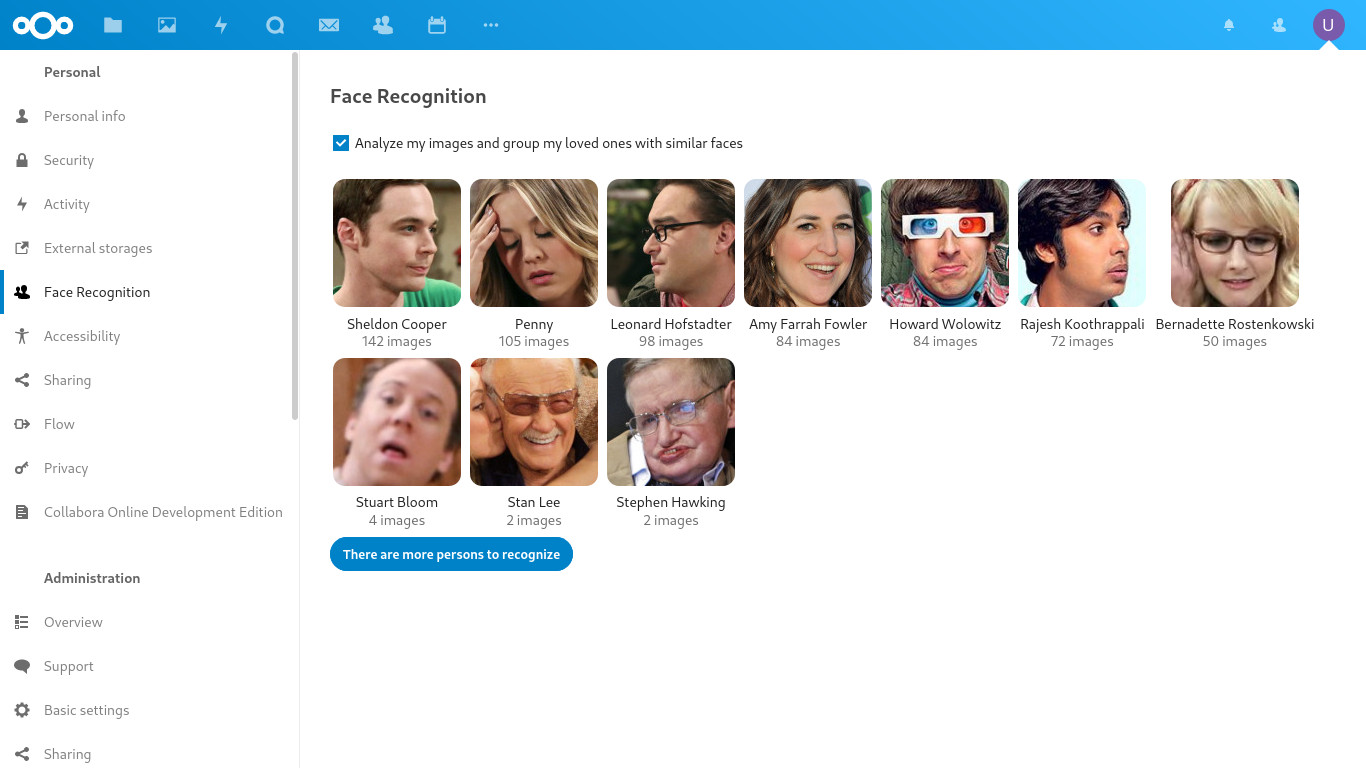 U
Personal
Personal info
Security
Activity
External storages
Face Recognition
Accessibility
Sharing
Flow
Privacy
Collabora Online Development Edition
Administration
Overview
Support
Basic settings
Sharing
Face Recognition
Analyze my images and group my loved ones with similar faces
Sheldon Cooper
142 images
Penny
105 images
Leonard Hofstadter
98 images
Amy Farrah Fowler
84 images
Howard Wolowitz
84 images
Rajesh Koothrappali
72 images
Bernadette Rostenkowski
50 images
Stuart Bloom
4 images
Stan Lee
2 images
Stephen Hawking
2 images
There are more persons to recognize